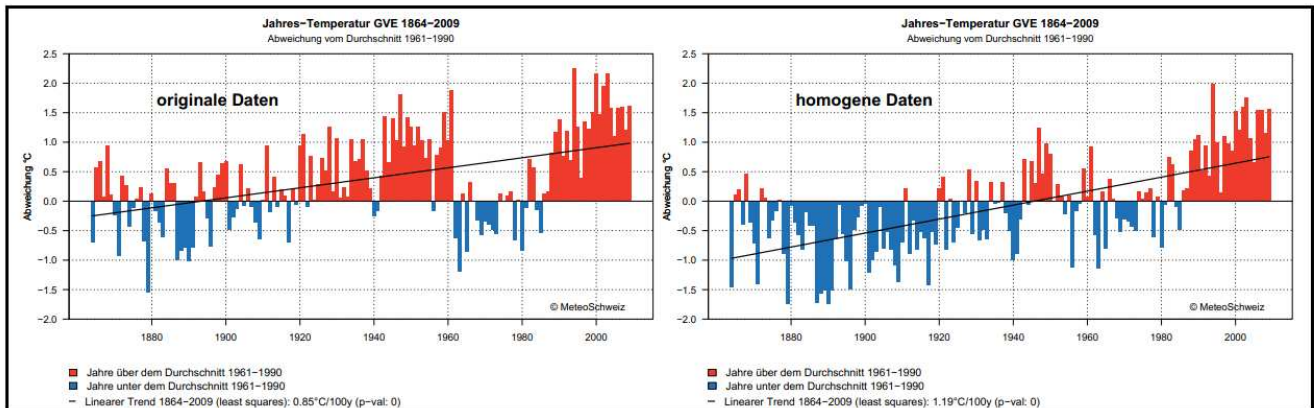 Jahres−Temperatur GVE 1864−2009
Abweichung vom Durchschnitt 1961−1990
originale Daten
Abweichung °C
2.5
2.0
1.5
1.0
0.5
0.0
−0.5
−1.0
−1.5
−2.0
© MeteoSchweiz
1880 1900 1920 1940 1960 1980 2000
Jahre über dem Durchschnitt 1961−1990
Jahre unter dem Durchschnitt 1961−1990
Linearer Trend 1864−2009 (least squares): 0.85°C/100y (p−val: 0)
Jahres−Temperatur GVE 1864−2009
Abweichung vom Durchschnitt 1961−1990
homogene Daten
Abweichung °C
2.5
2.0
1.5
1.0
0.5
0.0
−0.5
−1.0
−1.5
−2.0
© MeteoSchweiz
1880 1900 1920 1940 1960 1980 2000
Jahre über dem Durchschnitt 1961−1990
Jahre unter dem Durchschnitt 1961−1990
Linearer Trend 1864−2009 (least squares): 1.19°C/100y (p−val: 0)